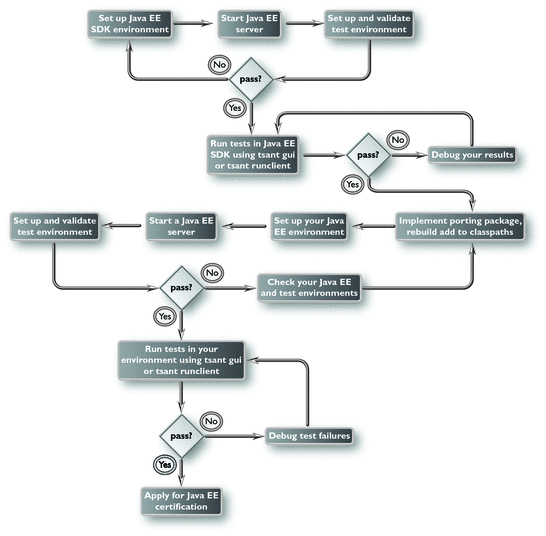 Set up Java EE
SDK environment
Start Java EE
server
Set up and validate
test environment
No
pass?
Yes
Run tests in Java EE
SDK using tsant gui
or tsant runclient
pass?
No
Debug your results
Yes
Set up and validate
test environment
Start a Java EE
server
Set up your Java
EE environment
Implement porting package,
rebuild add to classpaths
pass?
No
Check your Java EE
and test environments
Yes
Run tests in your
environment using tsant gui
or tsant runclient
No
pass?
Debug test failures
Yes
Apply for Java EE
certification